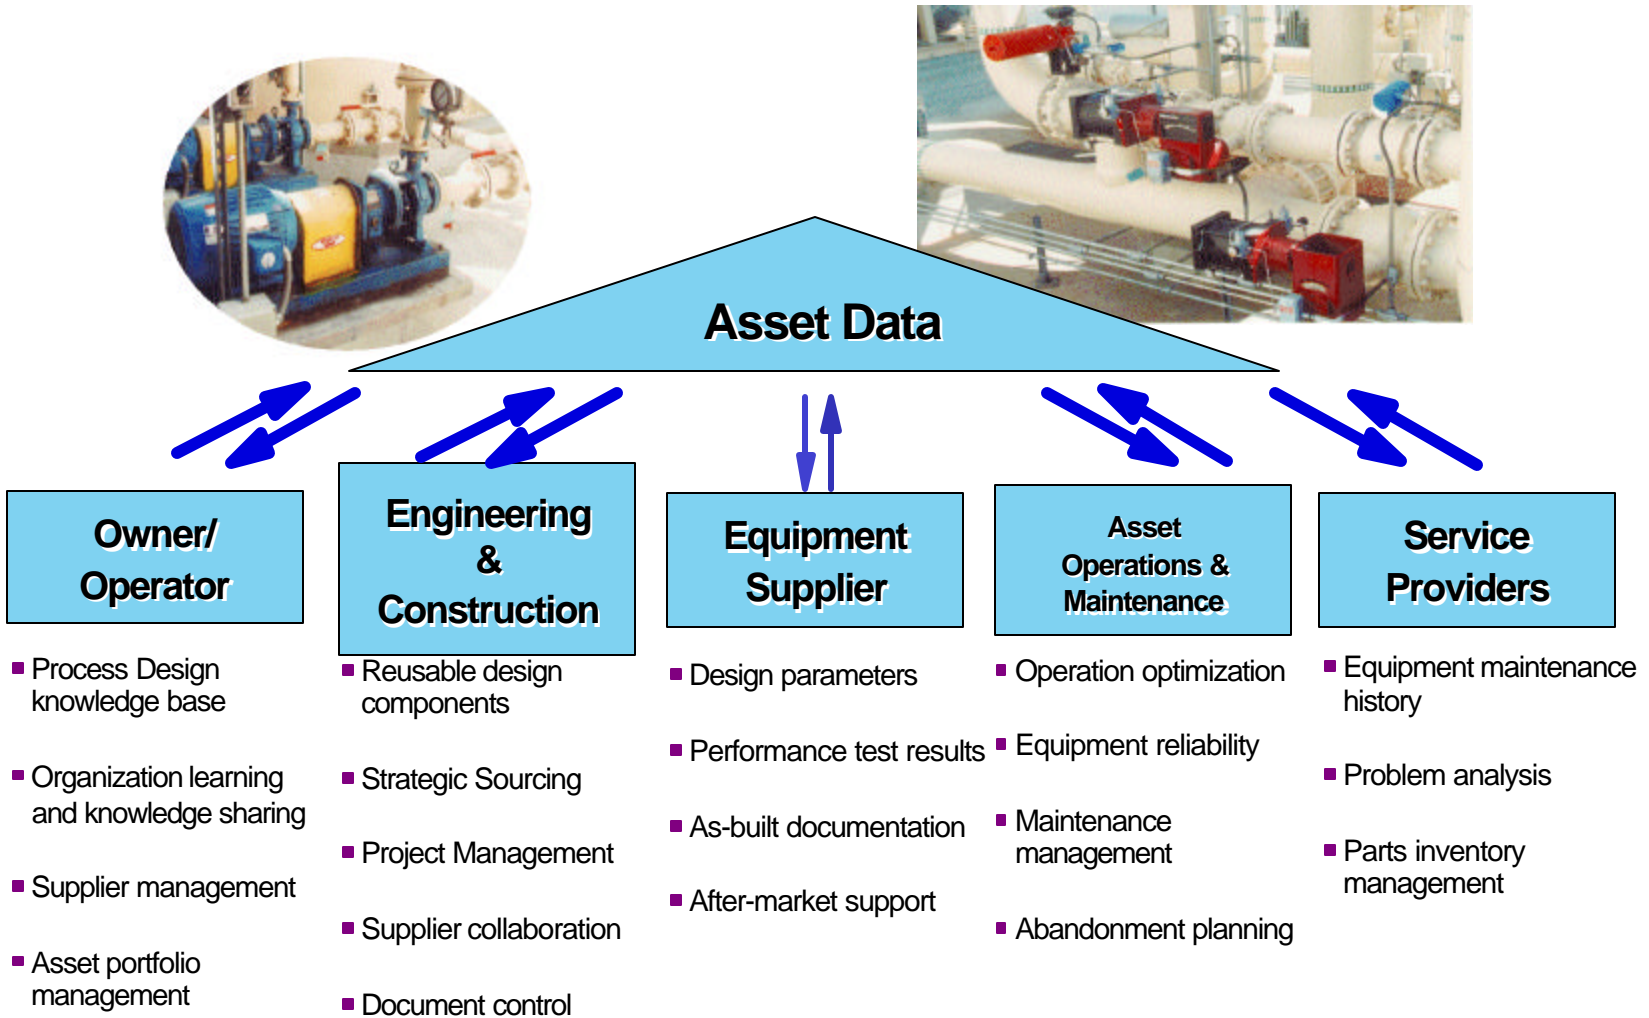 Asset Data
Owner/
Operator
Process Design
knowledge base
Organization learning
and knowledge sharing
Supplier management
Asset portfolio
management
Engineering
&
Construction
Reusable design
components
Strategic Sourcing
Project Management
Supplier collaboration
Document control
Equipment
Supplier
Design parameters
Performance test results
As-built documentation
After-market support
Asset
Operations &
Maintenance
Operation optimization
Equipment reliability
Maintenance
management
Abandonment planning
Service
Providers
Equipment maintenance
history
Problem analysis
Parts inventory
management